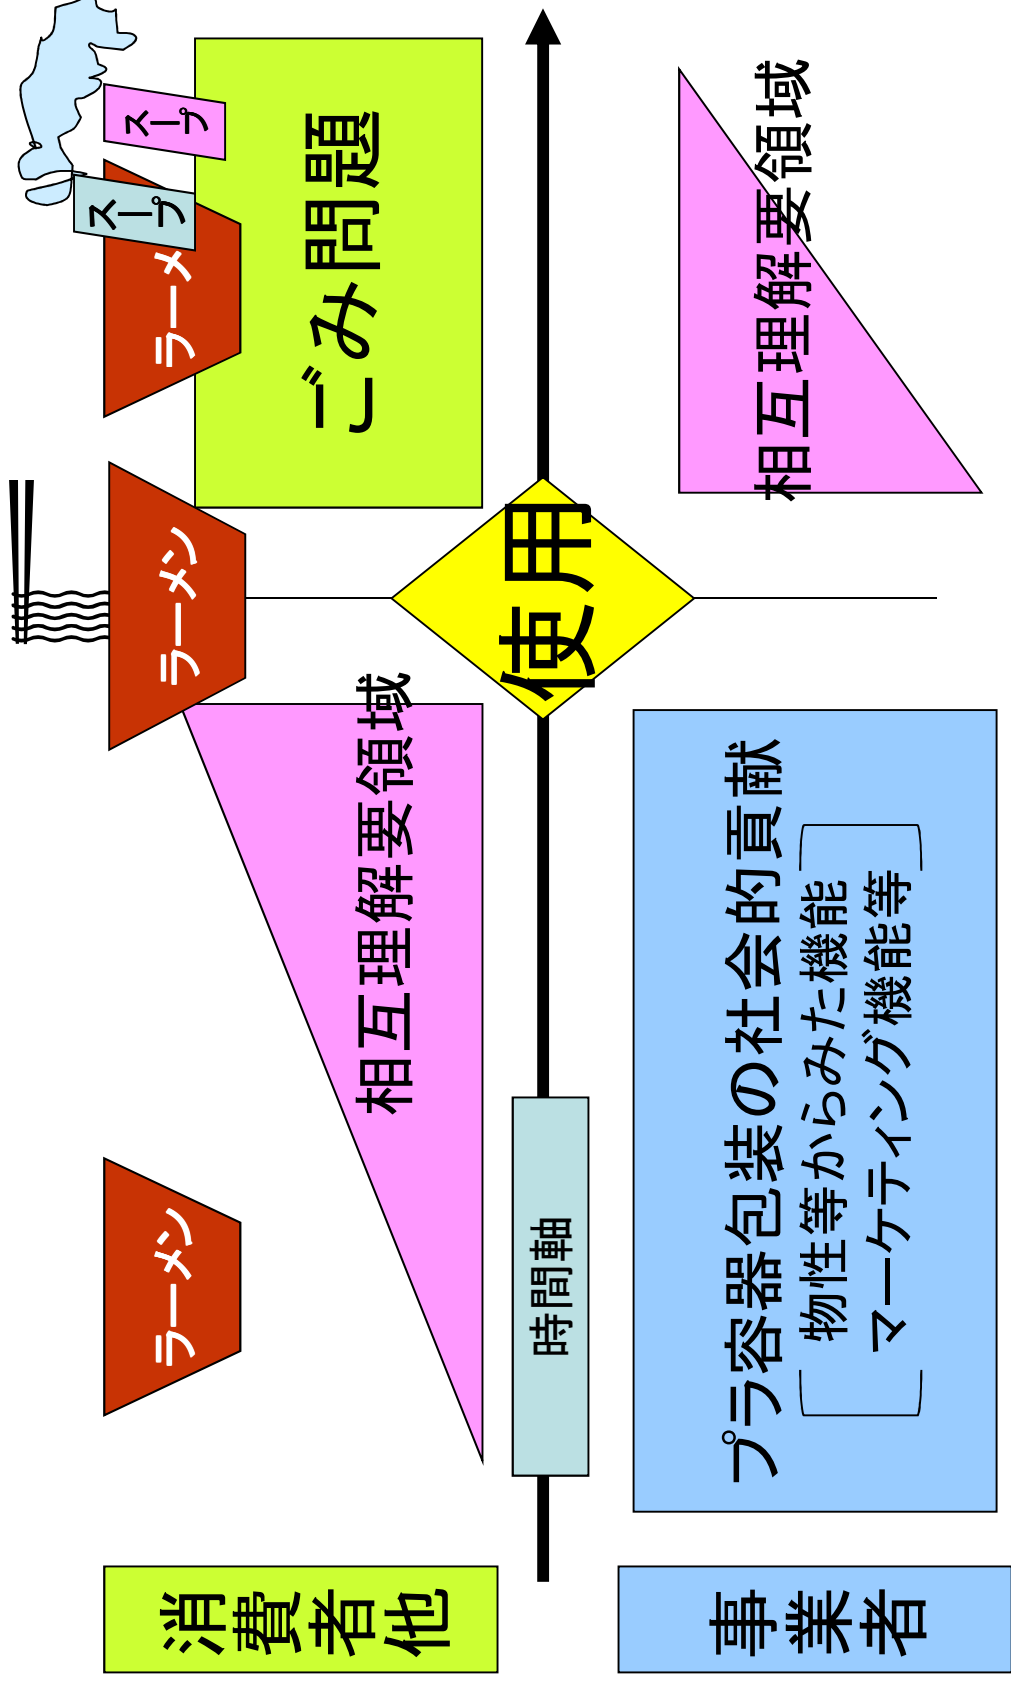 消費者他
ラーメン
ラーメン
ラーメ
スープ
スープ
相互理解要領域
ごみ問題
時間軸
使用
事業者
プラ容器包装の社会的貢献
物性等からみた機能
マーケティング機能等
相互理解要領域